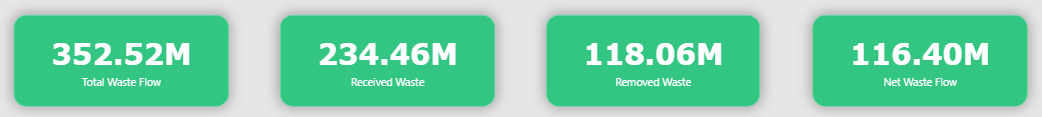 352.52M
Total Waste Flow
234.46M
Received Waste
118.06M
Removed Waste
116.40M
Net Waste Flow